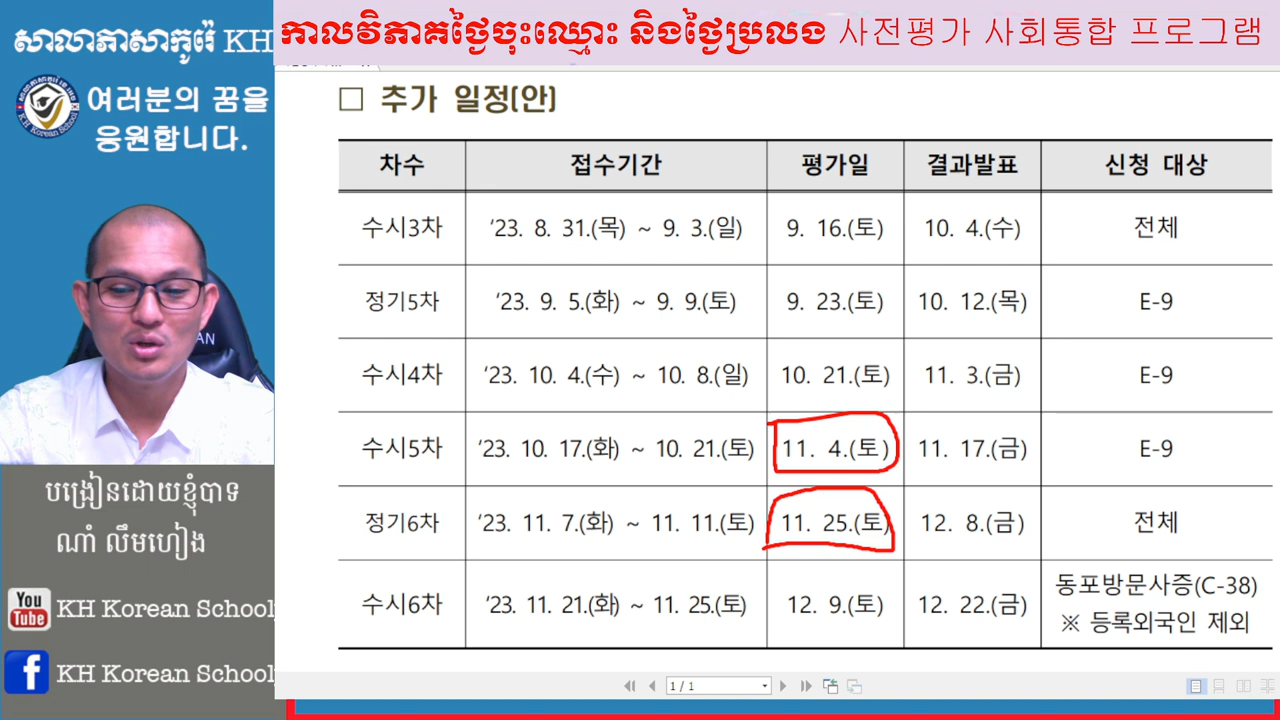 សាលាភាសាកូរ៉េ KH
កាលវិភាគថ្ងៃចុះឈ្មោះ និងថ្ងៃប្រលង 사전평가 사회통합 프로그램
여러분의 꿈을
응원합니다.
KH Korean School
□ 추가 일정(안)
차수 접수기간 평가일 결과발표 신청 대상
수시3차 ‘23. 8. 31.(목) ~ 9. 3.(일) 9. 16.(토) 10. 4.(수) 전체
정기5차 ‘23. 9. 5.(화) ~ 9. 9.(토) 9. 23.(토) 10. 12.(목) E-9
수시4차 ‘23. 10. 4.(수) ~ 10. 8.(일) 10. 21.(토) 11. 3.(금) E-9
수시5차 ‘23. 10. 17.(화) ~ 10. 21.(토) 11. 4.(토) 11. 17.(금) E-9
정기6차 ‘23. 11. 7.(화) ~ 11. 11.(토) 11. 25.(토) 12. 8.(금) 전체
수시6차 ‘23. 11. 21.(화) ~ 11. 25.(토) 12. 9.(토) 12. 22.(금) 동포방문사증(C-38)
※ 등록외국인 제외
បង្រៀនដោយខ្ញុំបាទ
ណាំ លឹមហៀង
You Tube KH Korean School
f KH Korean School
1 / 1